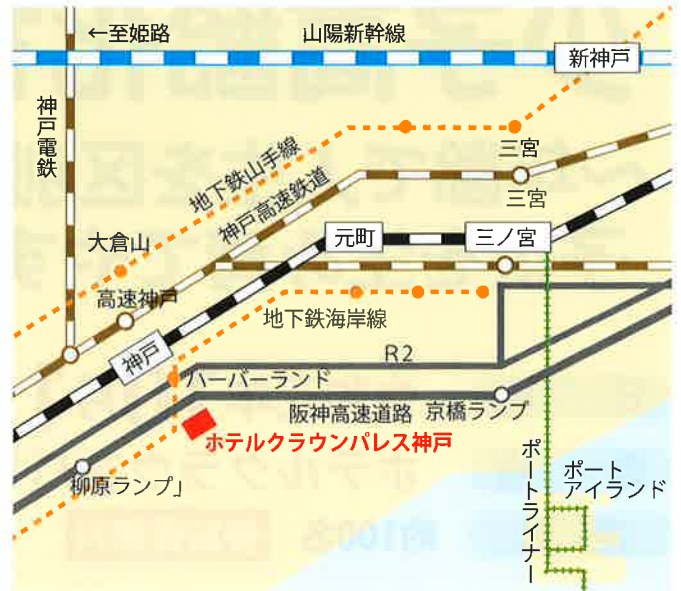 ←至姫路
山陽新幹線
新神戸
神戸電鉄
三宮
地下鉄山手線
三宮
神戸高速鉄道
大倉山
元町
三ノ宮
高速神戸
地下鉄海岸線
神戸
R2
ハーバーランド
阪神高速道路
京橋ランプ
ホテルクラウンパレス神戸
柳原ランプ」
ポートライナー
ポート
アイランド
約100名